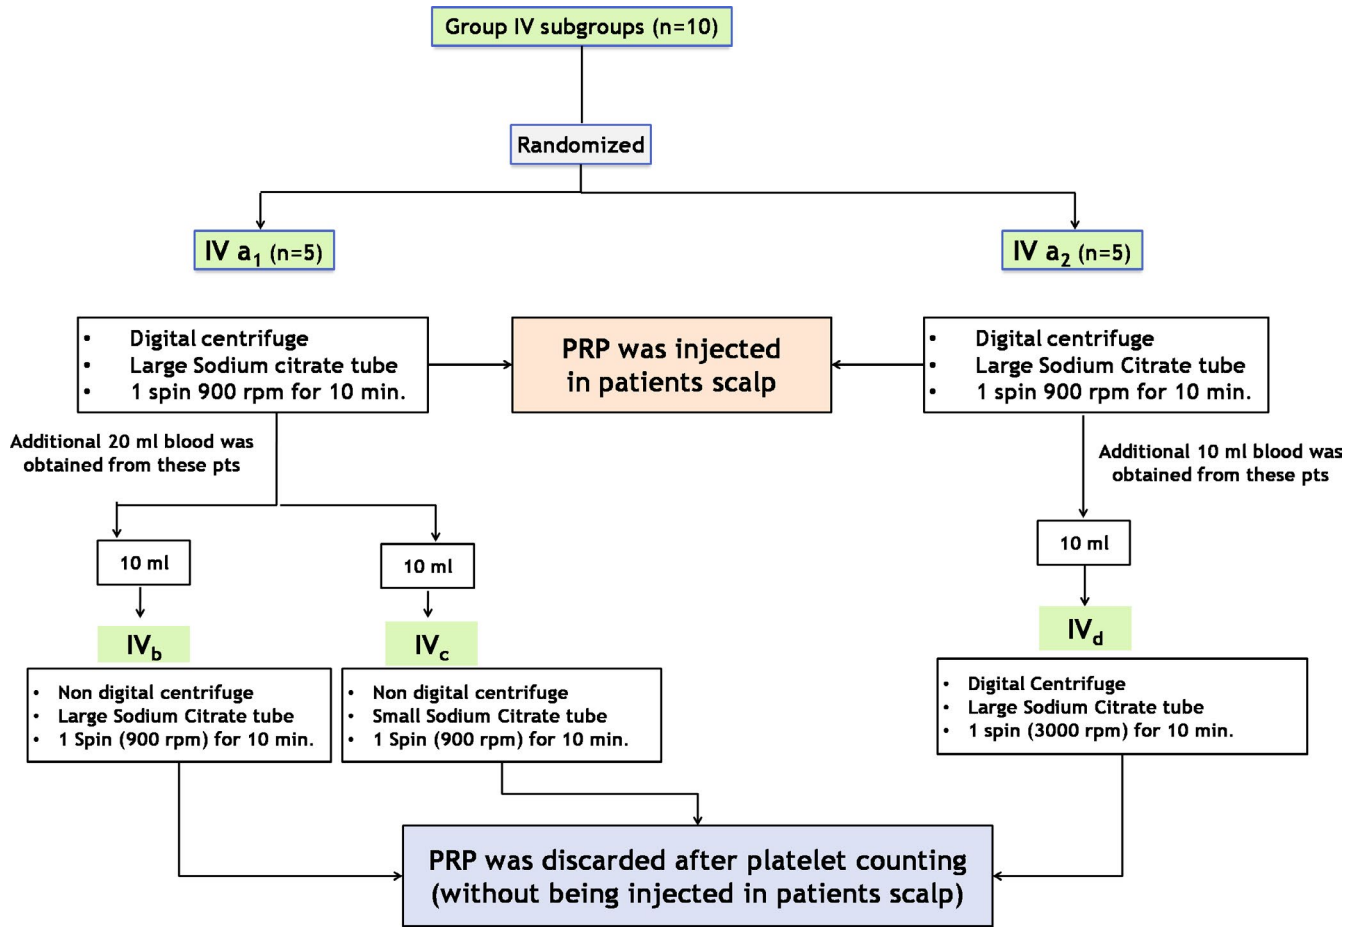 Group IV subgroups (n=10)
Randomized
IV a₁ (n=5)
IV a₂ (n=5)
• Digital centrifuge
• Large Sodium citrate tube
• 1 spin 900 rpm for 10 min.
PRP was injected
in patients scalp
• Digital centrifuge
• Large Sodium Citrate tube
• 1 spin 900 rpm for 10 min.
Additional 20 ml blood was
obtained from these pts
Additional 10 ml blood was
obtained from these pts
10 ml
10 ml
10 ml
IVb
IVc
IVd
• Non digital centrifuge
• Large Sodium Citrate tube
• 1 Spin (900 rpm) for 10 min.
• Non digital centrifuge
• Small Sodium Citrate tube
• 1 Spin (900 rpm) for 10 min.
• Digital Centrifuge
• Large Sodium Citrate tube
• 1 spin (3000 rpm) for 10 min.
PRP was discarded after platelet counting
(without being injected in patients scalp)